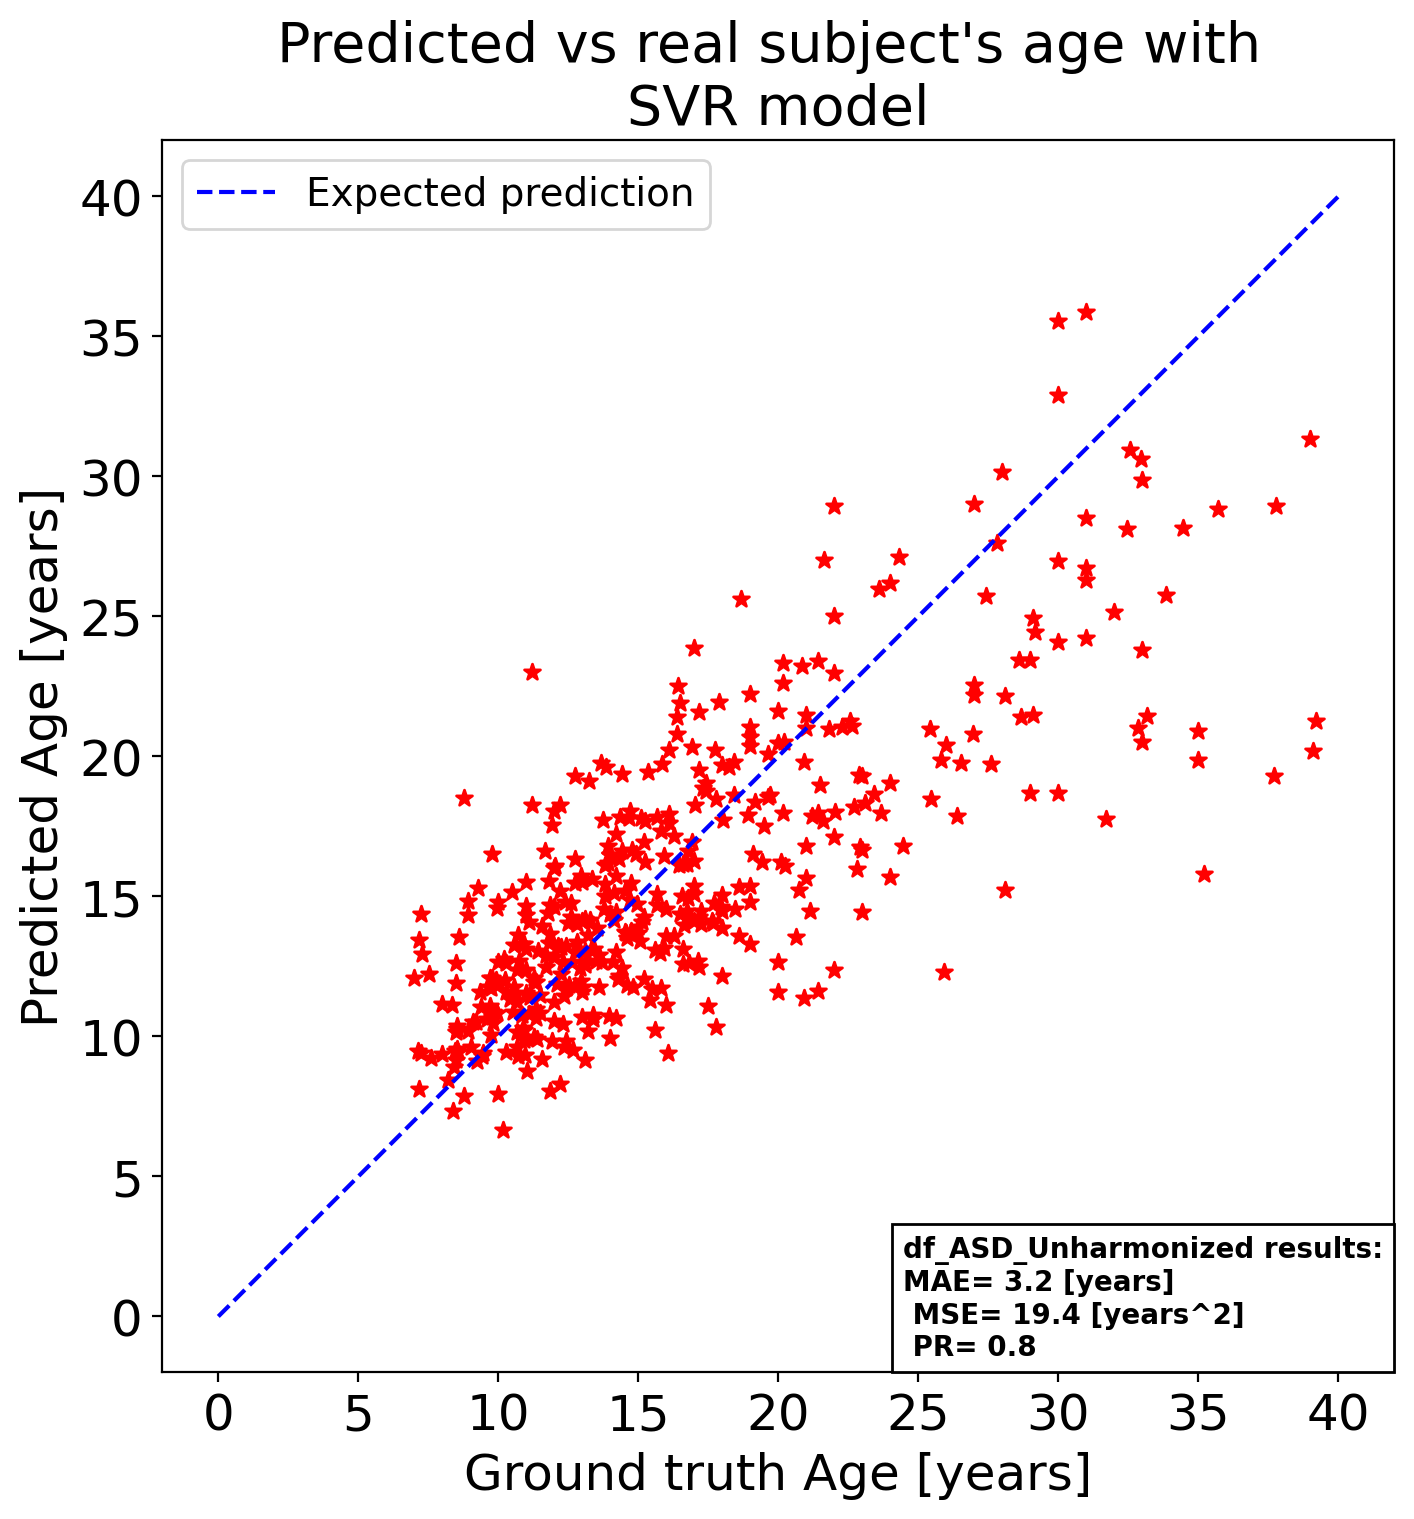 Predicted vs real subject's age with
SVR model
Expected prediction
40
35
30
25
20
15
10
5
0
Predicted Age [years]
df_ASD_Unharmonized results:
MAE= 3.2 [years]
MSE= 19.4 [years^2]
PR= 0.8
0 5 10 15 20 25 30 35 40
Ground truth Age [years]